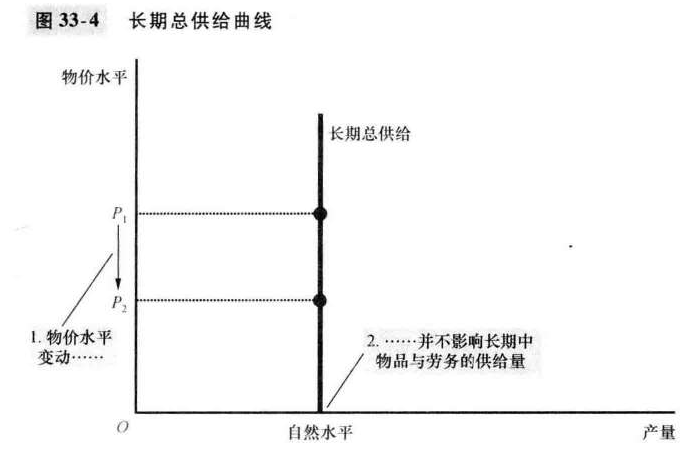 图 33-4 长期总供给曲线
物价水平
长期总供给
P₁
P₂
1. 物价水平
变动……
2. ……并不影响长期中
物品与劳务的供给量
O
自然水平
产量